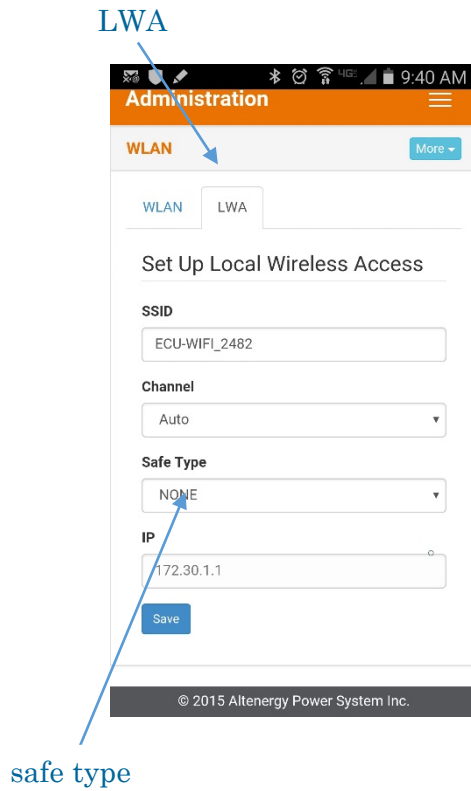 LWA
4G 9:40 AM
Administration
WLAN
More
WLAN LWA
Set Up Local Wireless Access
SSID
ECU-WIFI_2482
Channel
Auto
Safe Type
NONE
IP
172.30.1.1
Save
© 2015 Altenergy Power System Inc.
safe type